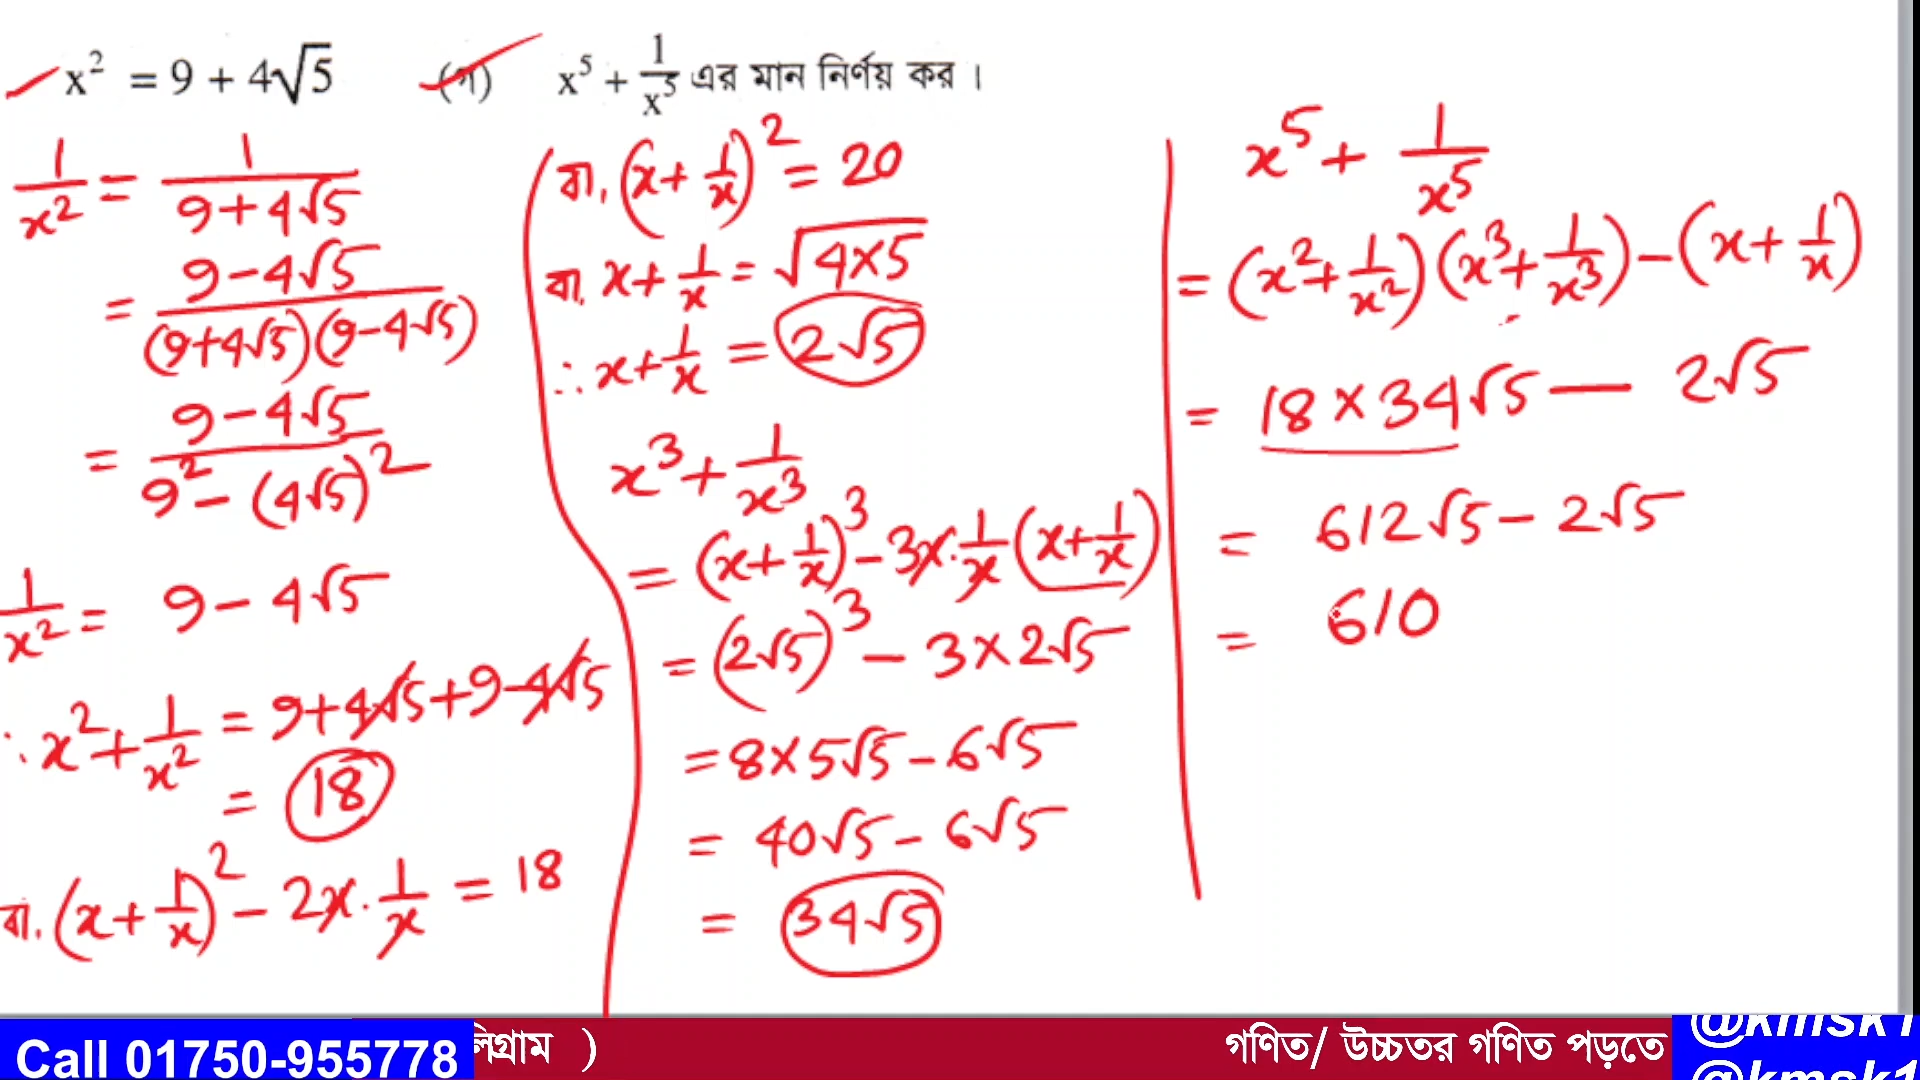 x² = 9 + 4√5 (গ) x⁵ + 1/x⁵ এর মান নির্ণয় কর ।
1/x² = 1/(9+4√5)
= (9-4√5)/((9+4√5)(9-4√5))
= (9-4√5)/(9²-(4√5)²)
1/x² = 9-4√5
∴ x²+1/x² = 9+4√5+9-4√5
= 18
বা, (x+1/x)² - 2x.1/x = 18
বা, (x+1/x)² = 20
বা, x+1/x = √(4×5)
∴ x+1/x = 2√5
x³+1/x³
= (x+1/x)³ - 3x.1/x(x+1/x)
= (2√5)³ - 3×2√5
= 8×5√5 - 6√5
= 40√5 - 6√5
= 34√5
x⁵ + 1/x⁵
= (x²+1/x²)(x³+1/x³) - (x+1/x)
= 18×34√5 - 2√5
= 612√5 - 2√5
= 610
Call 01750-955778
লিগ্রাম )
গণিত/ উচ্চতর গণিত পড়তে
@kmsk1
@kmsk1